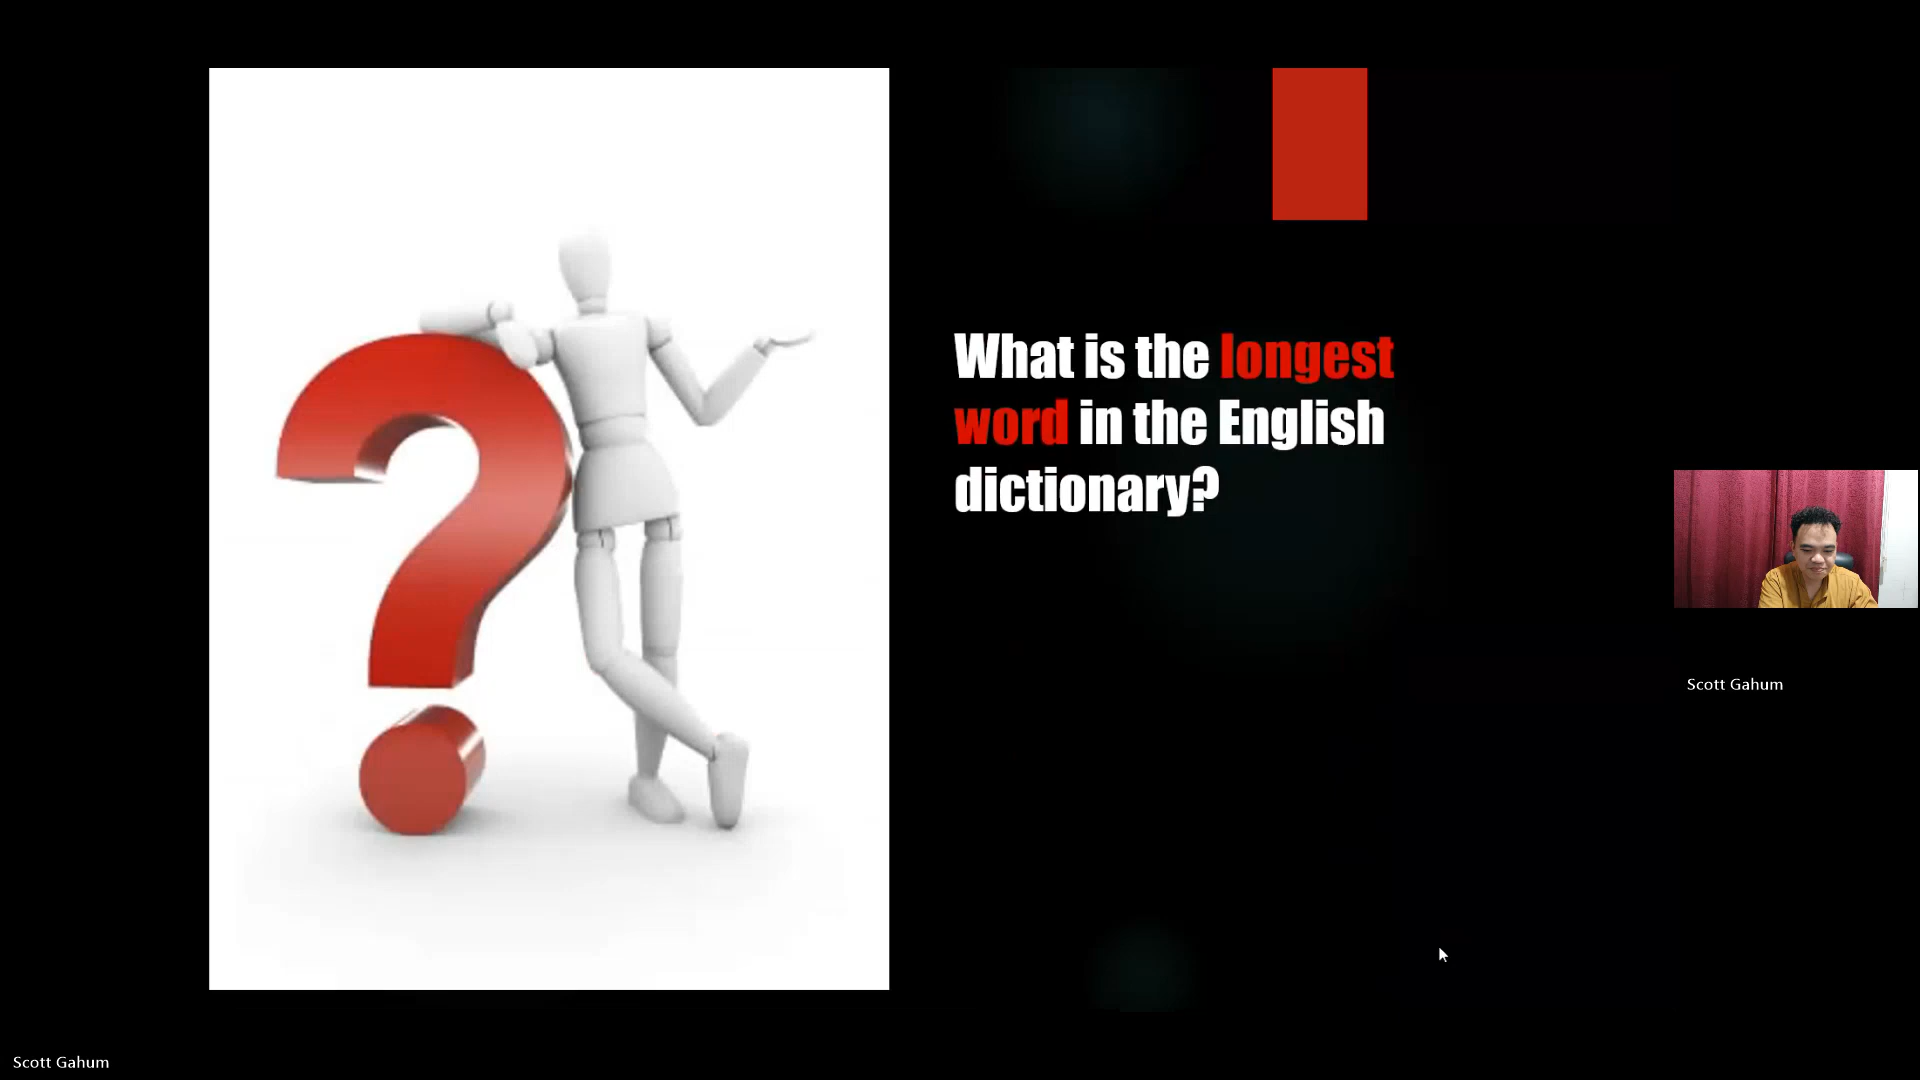 What is the longest
word in the English
dictionary?
Scott Gahum
Scott Gahum